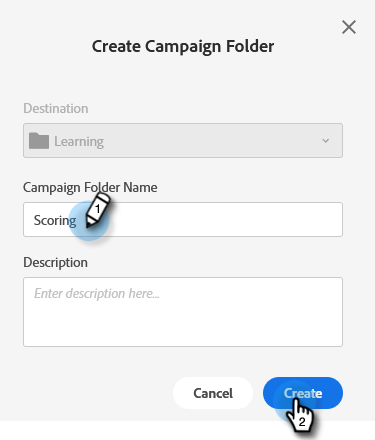 Create Campaign Folder
Destination
Learning
Campaign Folder Name
Scoring
1
Description
Enter description here...
Cancel
Create
2